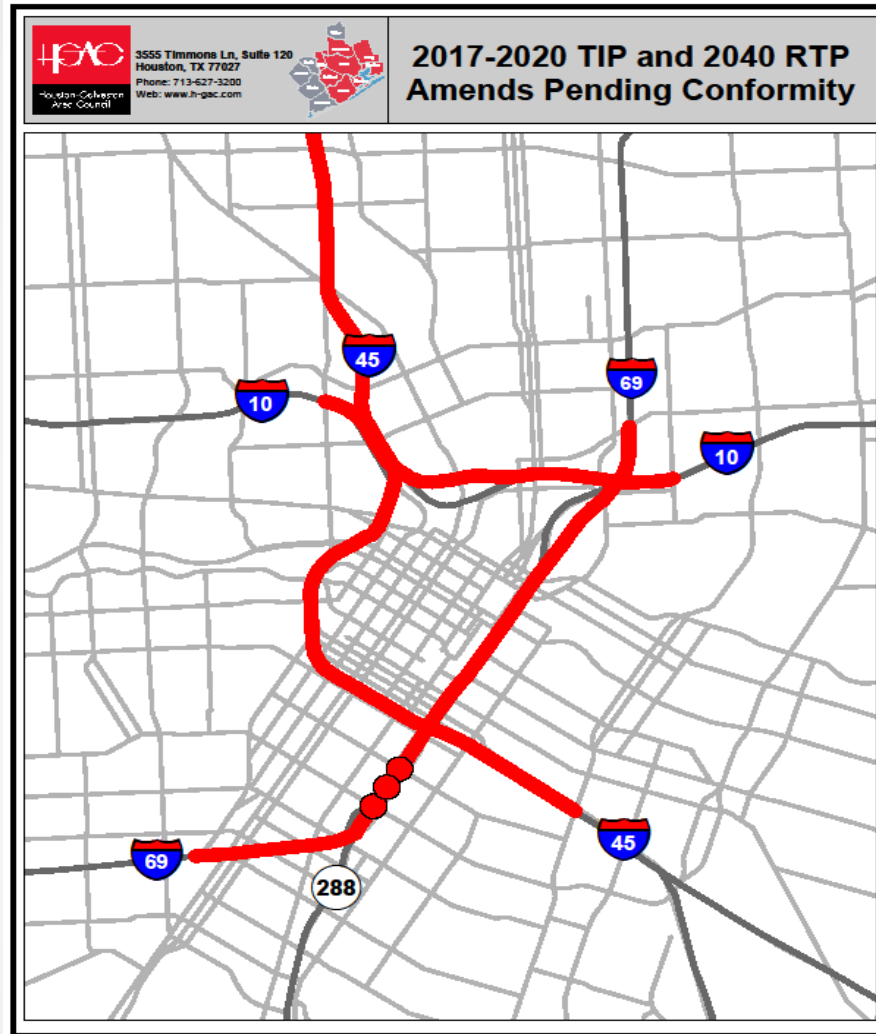 H-GAC
Houston-Galveston
Area Council
3555 Timmons Ln, Suite 120
Houston, TX 77027
Phone: 713-627-3200
Web: www.h-gac.com
2017-2020 TIP and 2040 RTP
Amends Pending Conformity
45
69
10
10
69
45
288